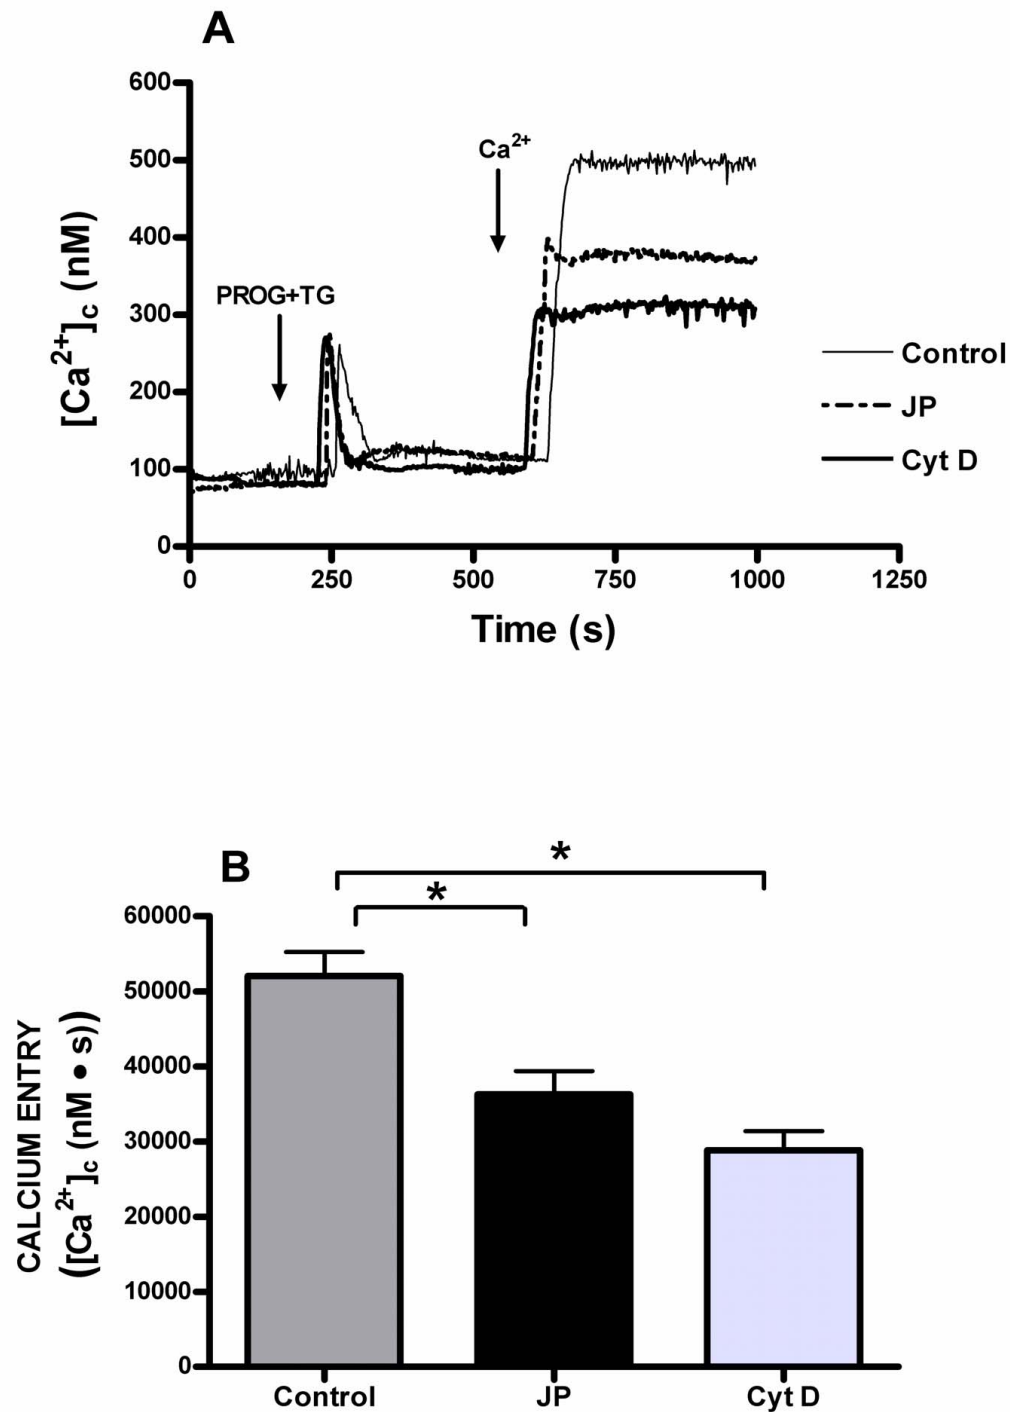 A
600
500
400
300
200
100
0
[Ca2+]c (nM)
PROG+TG
Ca2+
Control
JP
Cyt D
0 250 500 750 1000 1250
Time (s)
B
*
*
60000
50000
40000
30000
20000
10000
0
CALCIUM ENTRY
([Ca2+]c (nM • s))
Control JP Cyt D